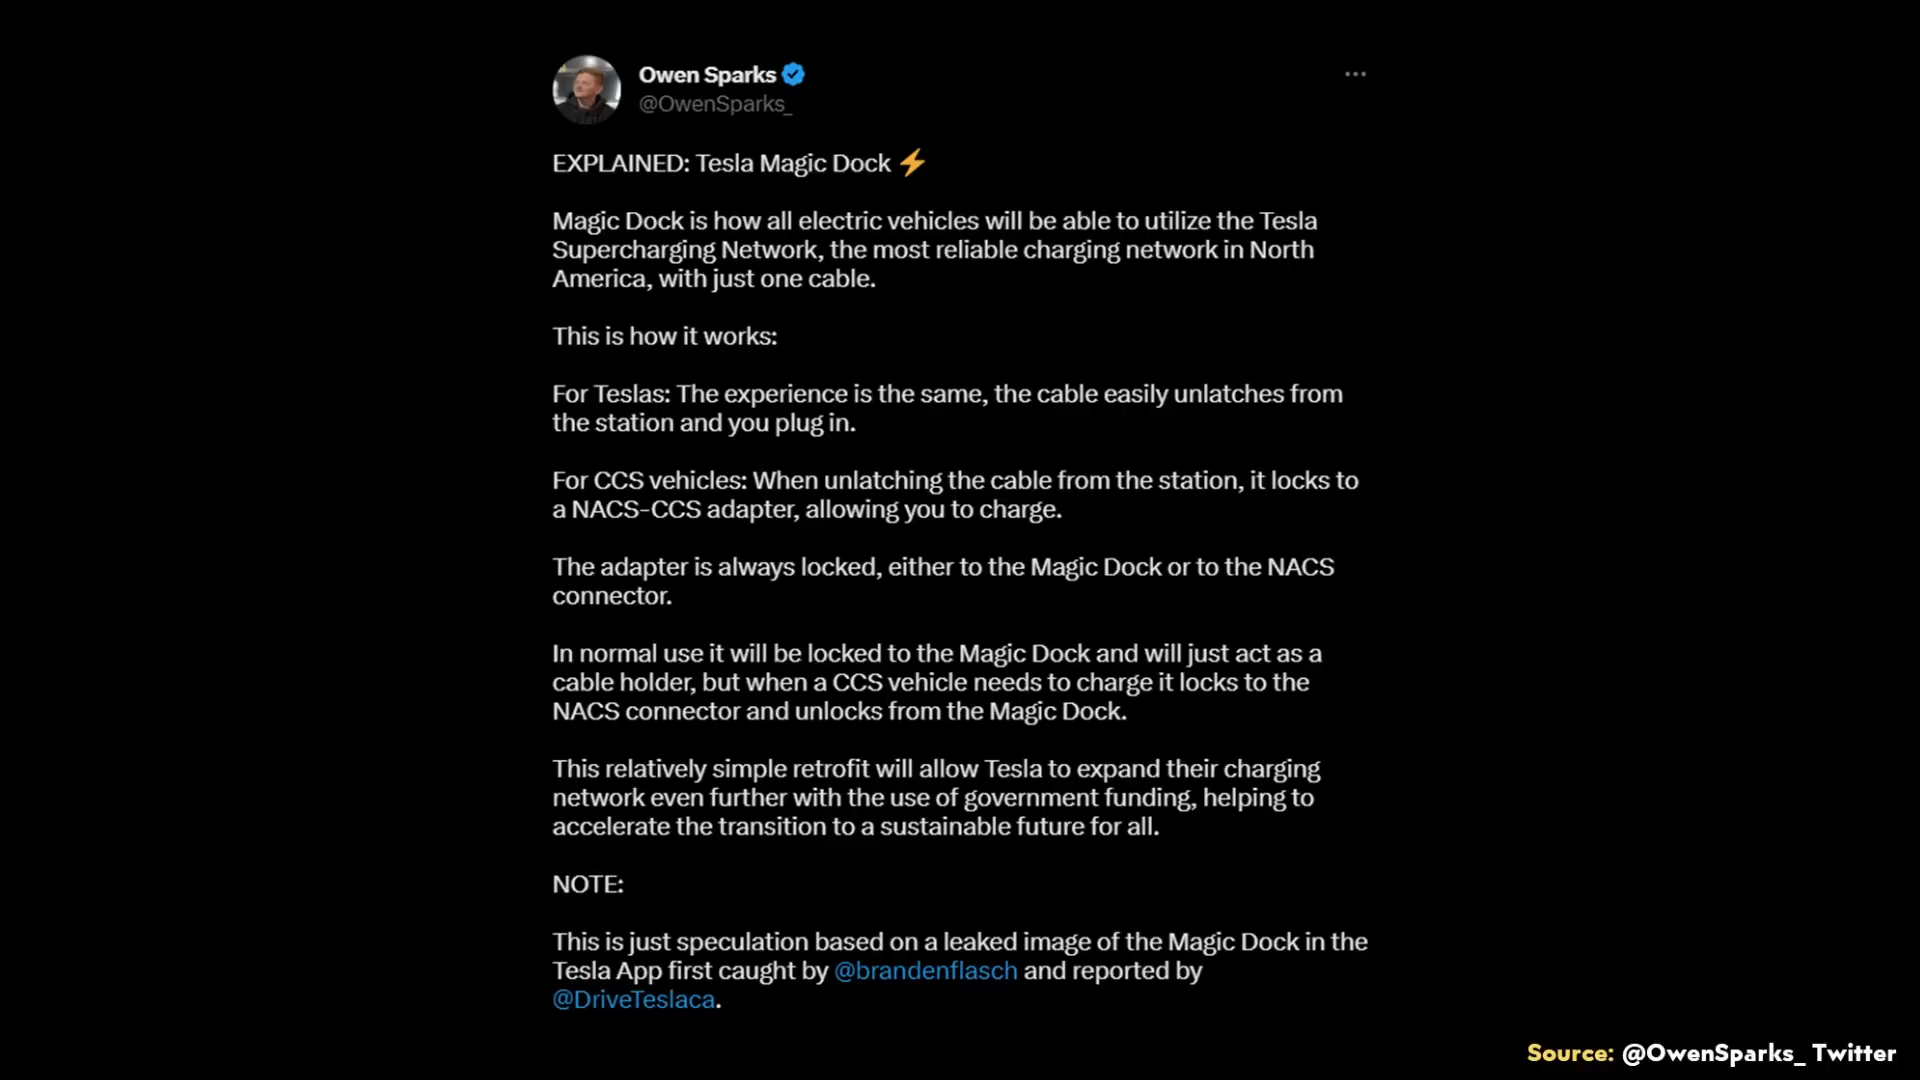 Owen Sparks
@OwenSparks_
EXPLAINED: Tesla Magic Dock ⚡
Magic Dock is how all electric vehicles will be able to utilize the Tesla
Supercharging Network, the most reliable charging network in North
America, with just one cable.
This is how it works:
For Teslas: The experience is the same, the cable easily unlatches from
the station and you plug in.
For CCS vehicles: When unlatching the cable from the station, it locks to
a NACS-CCS adapter, allowing you to charge.
The adapter is always locked, either to the Magic Dock or to the NACS
connector.
In normal use it will be locked to the Magic Dock and will just act as a
cable holder, but when a CCS vehicle needs to charge it locks to the
NACS connector and unlocks from the Magic Dock.
This relatively simple retrofit will allow Tesla to expand their charging
network even further with the use of government funding, helping to
accelerate the transition to a sustainable future for all.
NOTE:
This is just speculation based on a leaked image of the Magic Dock in the
Tesla App first caught by @brandenflasch and reported by
@DriveTeslaca.
Source: @OwenSparks_ Twitter